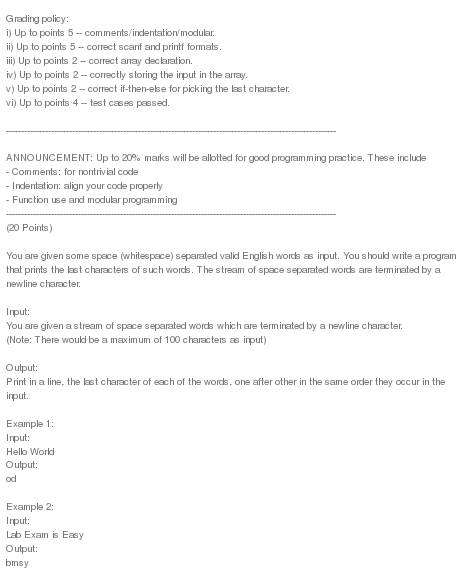 Grading policy:
i) Up to points 5 -- comments/indentation/modular.
ii) Up to points 5 -- correct scanf and printf formats.
iii) Up to points 2 -- correct array declaration.
iv) Up to points 2 -- correctly storing the input in the array.
v) Up to points 2 -- correct if-then-else for picking the last character.
vi) Up to points 4 -- test cases passed.
--------------------------------------------------------------------------------------------------------------
ANNOUNCEMENT: Up to 20% marks will be allotted for good programming practice. These include
- Comments: for nontrivial code
- Indentation: align your code properly
- Function use and modular programming
--------------------------------------------------------------------------------------------------------------
(20 Points)
You are given some space (whitespace) separated valid English words as input. You should write a program
that prints the last characters of such words. The stream of space separated words are terminated by a
newline character.
Input:
You are given a stream of space separated words which are terminated by a newline character.
(Note: There would be a maximum of 100 characters as input)
Output:
Print in a line, the last character of each of the words, one after other in the same order they occur in the
input.
Example 1:
Input:
Hello World
Output:
od
Example 2:
Input:
Lab Exam is Easy
Output:
bmsy